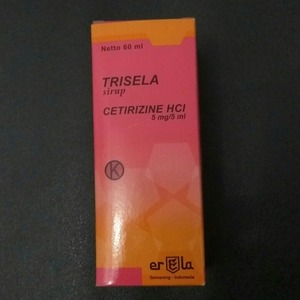 Netto 60 ml
TRISELA
sirup
CETIRIZINE HCl
5 mg/5 ml
K
erela
Semarang - Indonesia